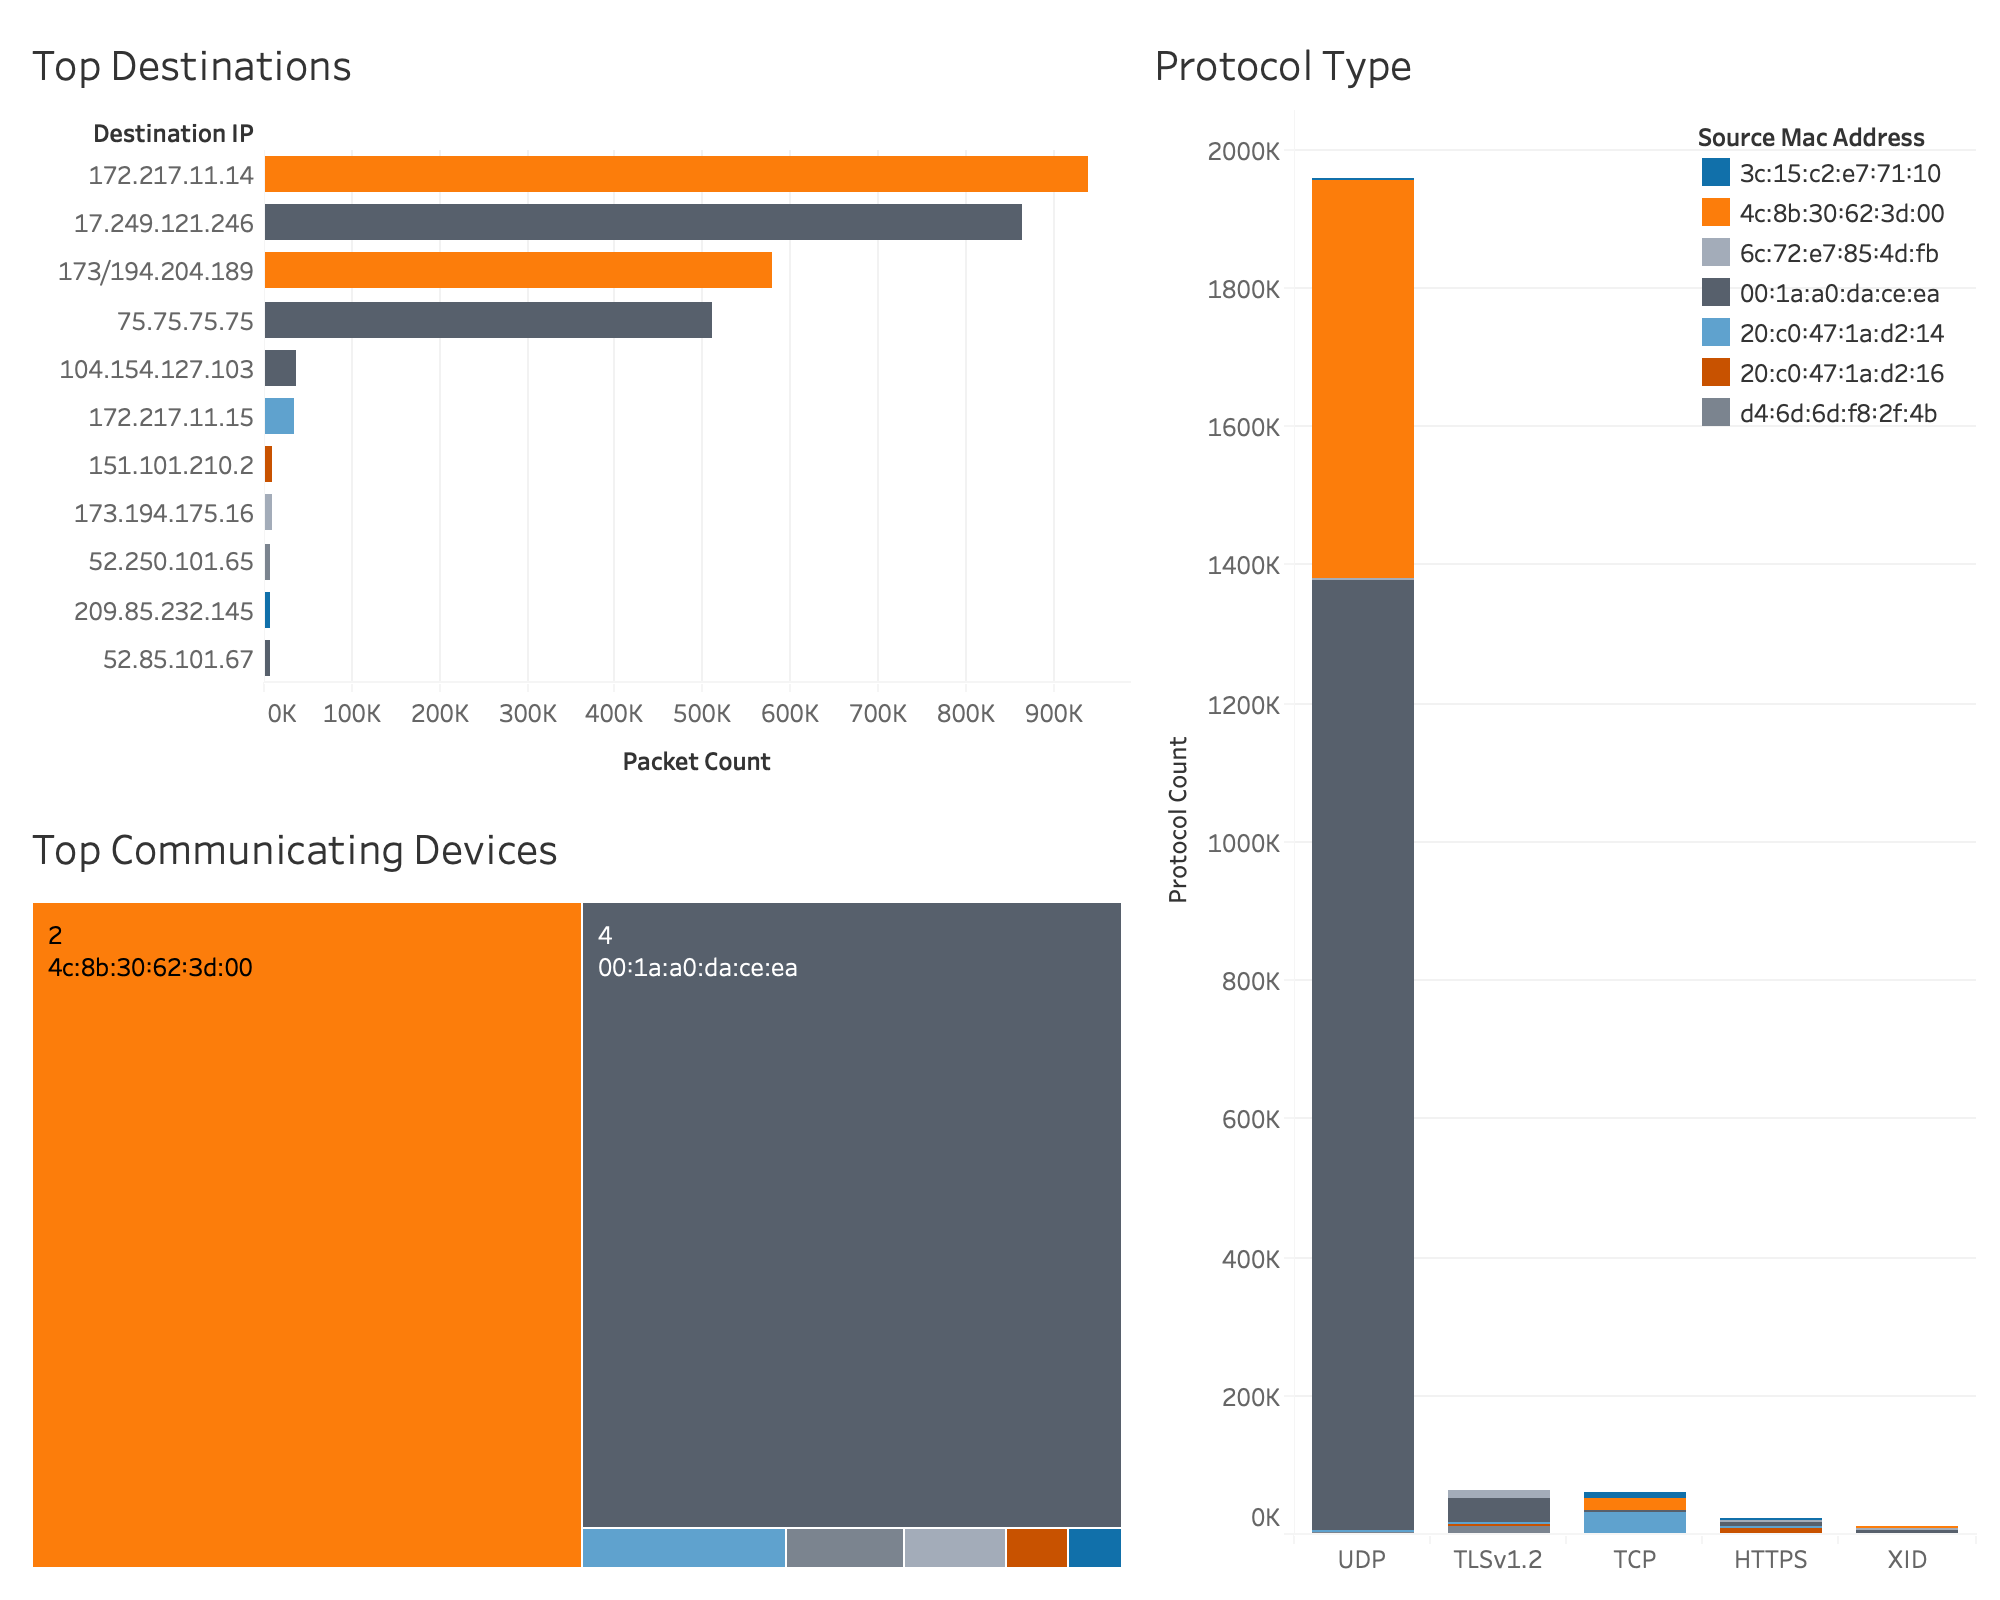 Top Destinations
Destination IP
172.217.11.14
17.249.121.246
173/194.204.189
75.75.75.75
104.154.127.103
172.217.11.15
151.101.210.2
173.194.175.16
52.250.101.65
209.85.232.145
52.85.101.67
0K 100K 200K 300K 400K 500K 600K 700K 800K 900K
Packet Count
Top Communicating Devices
2
4c:8b:30:62:3d:00
4
00:1a:a0:da:ce:ea
Protocol Type
Source Mac Address
3c:15:c2:e7:71:10
4c:8b:30:62:3d:00
6c:72:e7:85:4d:fb
00:1a:a0:da:ce:ea
20:c0:47:1a:d2:14
20:c0:47:1a:d2:16
d4:6d:6d:f8:2f:4b
2000K
1800K
1600K
1400K
1200K
1000K
800K
600K
400K
200K
0K
Protocol Count
UDP TLSv1.2 TCP HTTPS XID